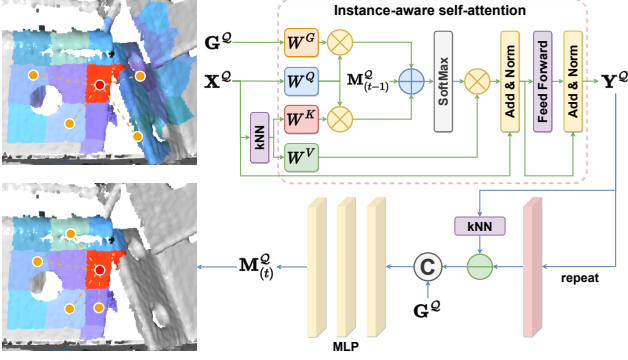 Instance-aware self-attention
G^Q
W^G
X^Q
W^Q
M^Q_(t-1)
SoftMax
Add & Norm
Feed Forward
Add & Norm
Y^Q
kNN
W^K
W^V
kNN
M^Q_(t)
C
repeat
G^Q
MLP